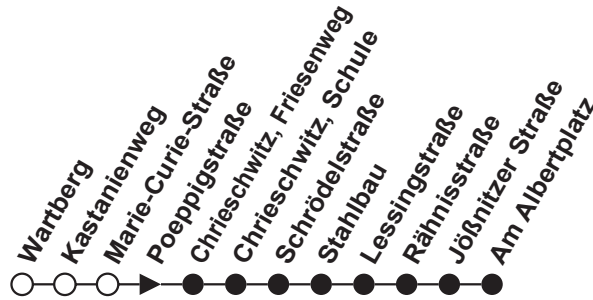 Wartberg
Kastanienweg
Marie-Curie-Straße
Poeppigstraße
Chrieschwitz, Friesenweg
Chrieschwitz, Schule
Schrödelstraße
Stahlbau
Lessingstraße
Rähnisstraße
Jößnitzer Straße
Am Albertplatz